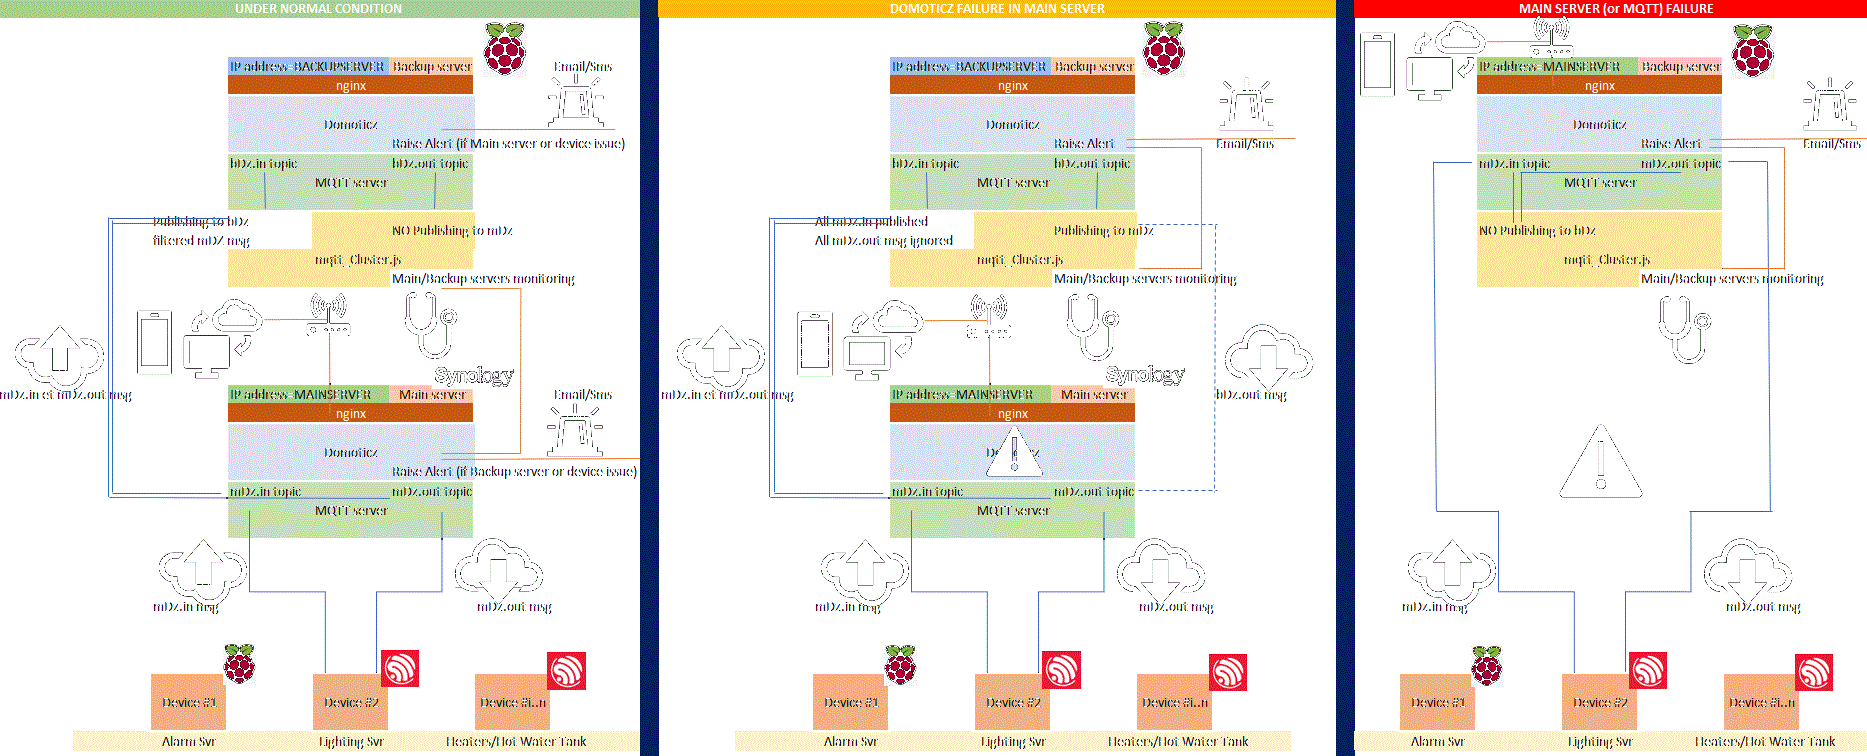 UNDER NORMAL CONDITION
IP address=BACKUPSERVER Backup server
Email/Sms
nginx
Domoticz
Raise Alert (if Main server or device issue)
bDz.in topic bDz.out topic
MQTT server
Publishing to bDz
filtered mDZ msg
NO Publishing to mDz
mqtt_Cluster.js
Main/Backup servers monitoring
Synology
mDz.in et mDz.out msg
IP address=MAINSERVER Main server
Email/Sms
nginx
Domoticz
Raise Alert (if Backup server or device issue)
mDz.in topic mDz.out topic
MQTT server
mDz.in msg
mDz.out msg
Device #1
Device #2
Device #i..n
Alarm Svr
Lighting Svr
Heaters/Hot Water Tank
DOMOTICZ FAILURE IN MAIN SERVER
IP address=BACKUPSERVER Backup server
nginx
Domoticz
Raise Alert
Email/Sms
bDz.in topic bDz.out topic
MQTT server
All mDz.in published
All mDz.out msg ignored
Publishing to mDz
mqtt_Cluster.js
Main/Backup servers monitoring
Synology
mDz.in et mDz.out msg
bDz.out msg
IP address=MAINSERVER Main server
nginx
Domoticz
mDz.in topic mDz.out topic
MQTT server
mDz.in msg
mDz.out msg
Device #1
Device #2
Device #i..n
Alarm Svr
Lighting Svr
Heaters/Hot Water Tank
MAIN SERVER (or MQTT) FAILURE
IP address=MAINSERVER Backup server
nginx
Domoticz
Raise Alert
Email/Sms
mDz.in topic mDz.out topic
MQTT server
NO Publishing to bDz
mqtt_Cluster.js
Main/Backup servers monitoring
mDz.in msg
mDz.out msg
Device #1
Device #2
Device #i..n
Alarm Svr
Lighting Svr
Heaters/Hot Water Tank